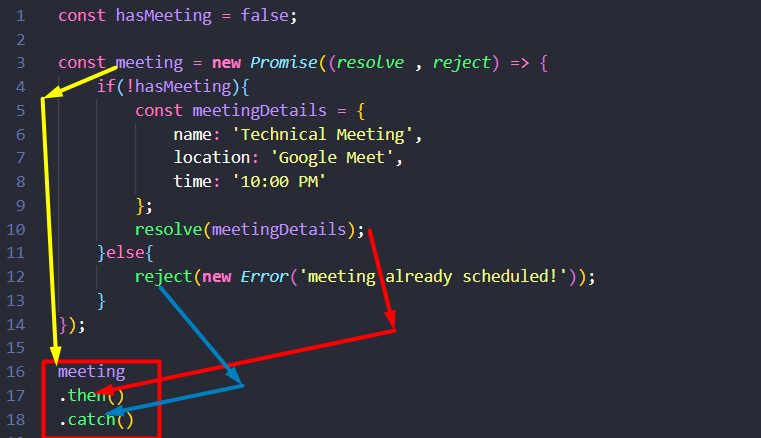 1 const hasMeeting = false;
2
3 const meeting = new Promise((resolve , reject) => {
4 if(!hasMeeting){
5 const meetingDetails = {
6 name: 'Technical Meeting',
7 location: 'Google Meet',
8 time: '10:00 PM'
9 };
10 resolve(meetingDetails);
11 }else{
12 reject(new Error('meeting already scheduled!'));
13 }
14 });
15
16 meeting
17 .then()
18 .catch()